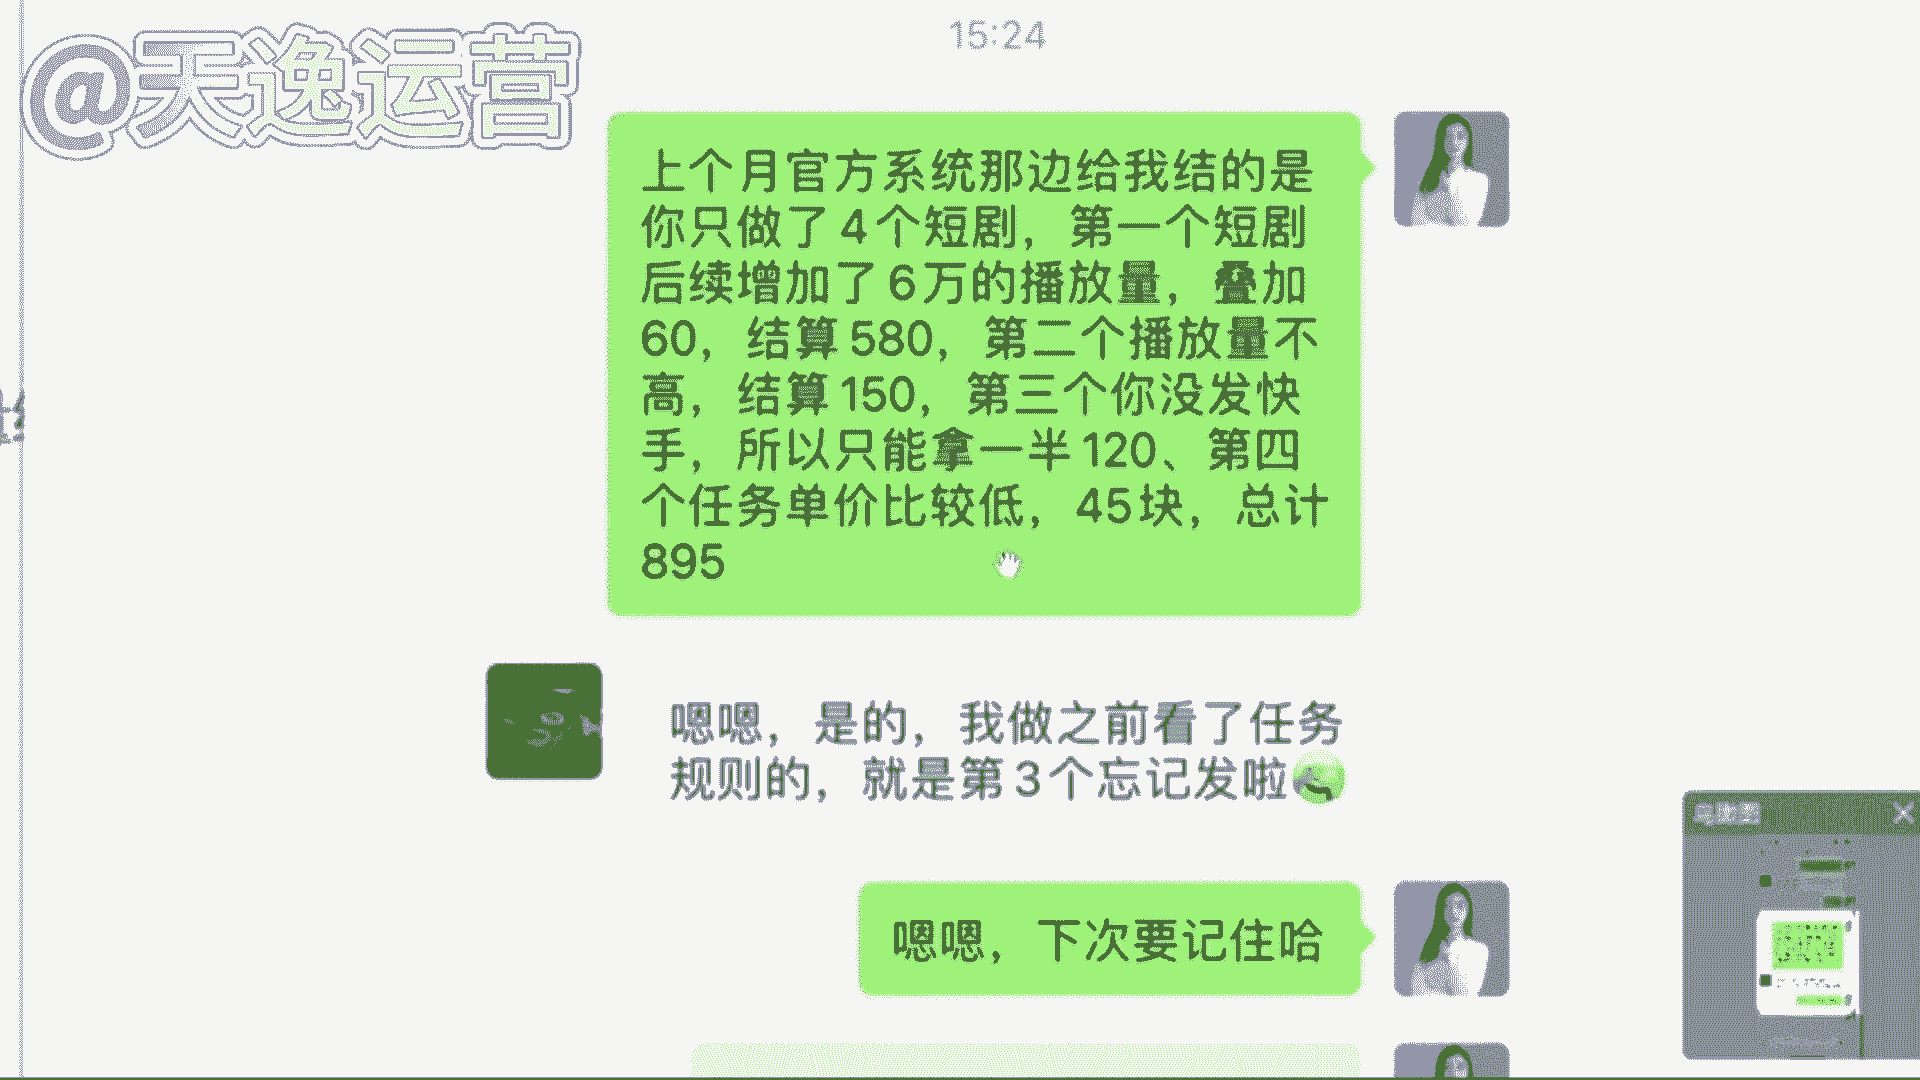 @天逸运营
15:24
上个月官方系统那边给我结的是
你只做了4个短剧，第一个短剧
后续增加了6万的播放量，叠加
60，结算580，第二个播放量不
高，结算150，第三个你没发快
手，所以只能拿一半120、第四
个任务单价比较低，45块，总计
895
嗯嗯，是的，我做之前看了任务
规则的，就是第3个忘记发啦
嗯嗯，下次要记住哈